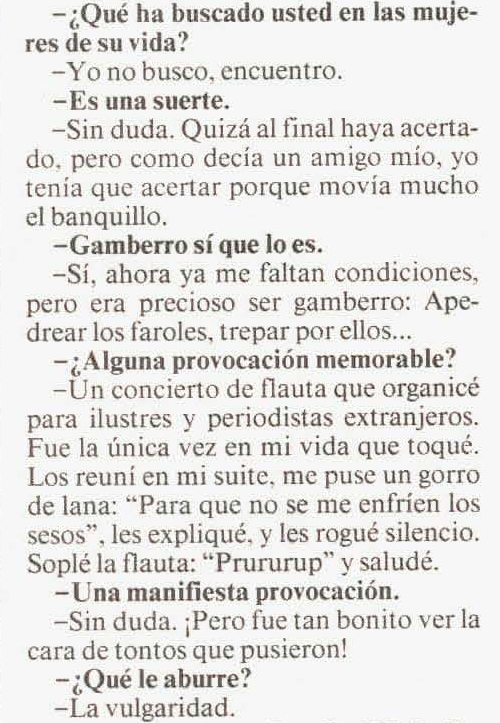 –¿Qué ha buscado usted en las muje-
res de su vida?
–Yo no busco, encuentro.
–Es una suerte.
–Sin duda. Quizá al final haya acerta-
do, pero como decía un amigo mío, yo
tenía que acertar porque movía mucho
el banquillo.
–Gamberro sí que lo es.
–Sí, ahora ya me faltan condiciones,
pero era precioso ser gamberro: Ape-
drear los faroles, trepar por ellos...
–¿Alguna provocación memorable?
–Un concierto de flauta que organicé
para ilustres y periodistas extranjeros.
Fue la única vez en mi vida que toqué.
Los reuní en mi suite, me puse un gorro
de lana: “Para que no se me enfríen los
sesos”, les expliqué, y les rogué silencio.
Soplé la flauta: “Prururup” y saludé.
–Una manifiesta provocación.
–Sin duda. ¡Pero fue tan bonito ver la
cara de tontos que pusieron!
–¿Qué le aburre?
–La vulgaridad.